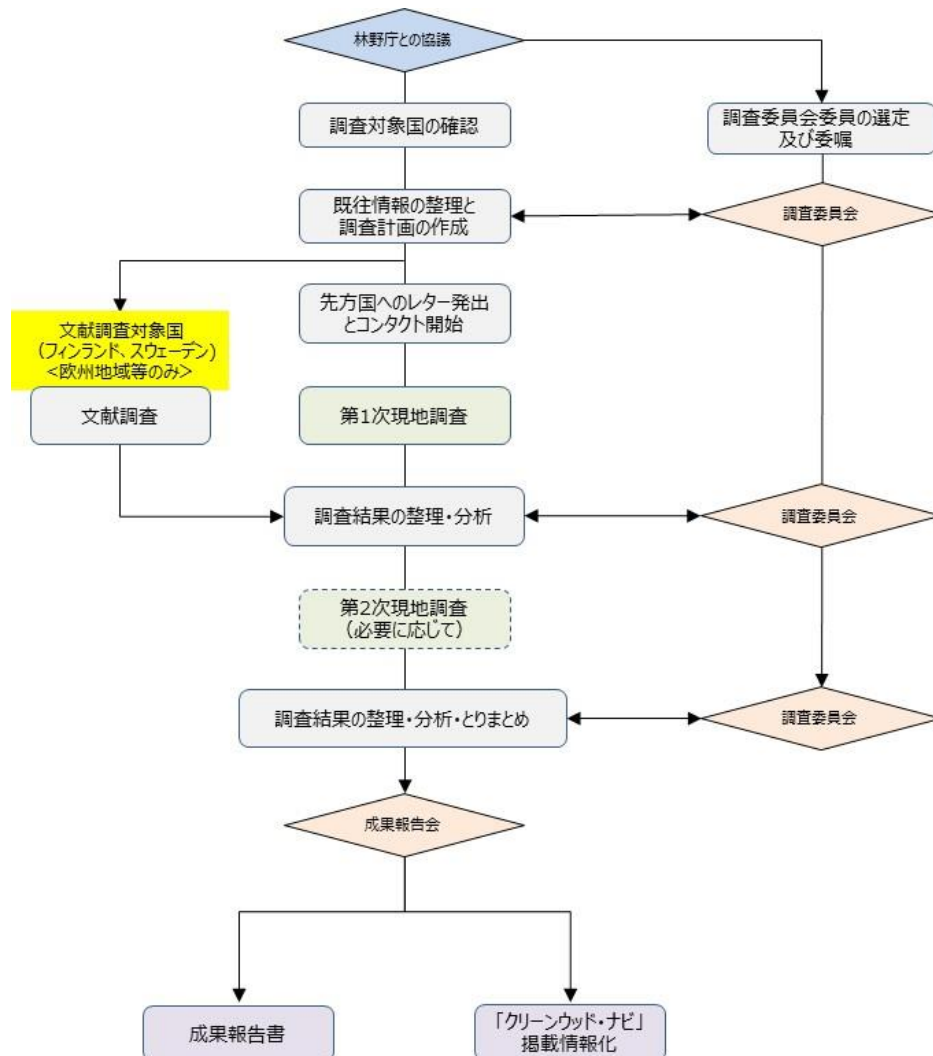 林野庁との協議
調査対象国の確認
調査委員会委員の選定
及び委嘱
既往情報の整理と
調査計画の作成
調査委員会
先方国へのレター発出
とコンタクト開始
文献調査対象国
(フィンランド、スウェーデン)
<欧州地域等のみ>
文献調査
第1次現地調査
調査結果の整理・分析
調査委員会
第2次現地調査
(必要に応じて)
調査結果の整理・分析・とりまとめ
調査委員会
成果報告会
成果報告書
「クリーンウッド・ナビ」
掲載情報化